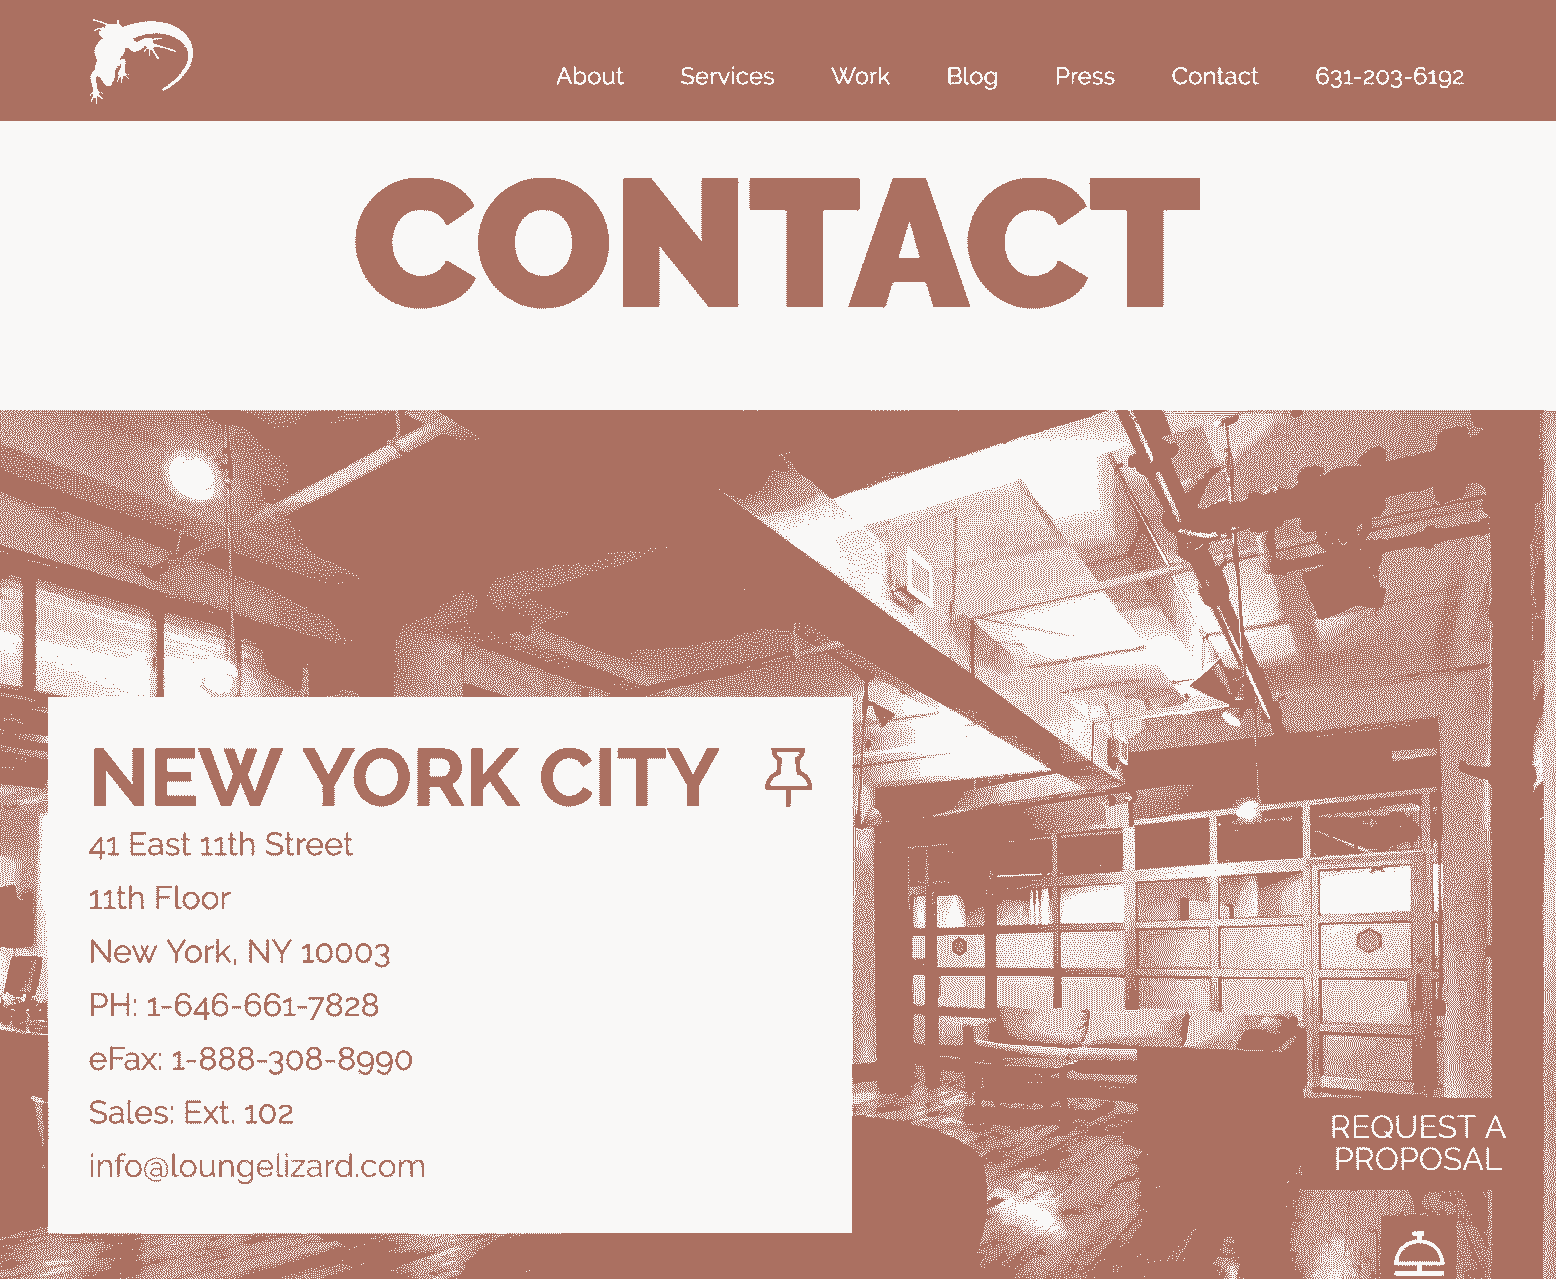 About Services Work Blog Press Contact 631-203-6192
CONTACT
NEW YORK CITY
41 East 11th Street
11th Floor
New York, NY 10003
PH: 1-646-661-7828
eFax: 1-888-308-8990
Sales: Ext. 102
info@loungelizard.com
REQUEST A
PROPOSAL